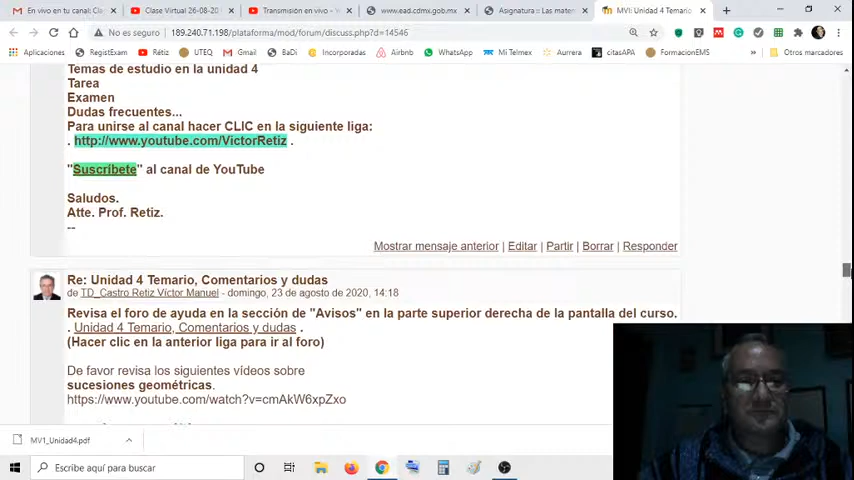 En vivo en tu canal: Clas
Clase Virtual 26-08-20
Transmisión en vivo - Y
www.ead.cdmx.gob.mx
Asignatura = Las matem
MVI: Unidad 4 Temario
No es seguro
189.240.71.198/plataforma/mod/forum/discuss.php?d=14546
Aplicaciones
RegistExam
Retiz
UTEQ
Gmail
BaDi
Incorporadas
Airbnb
WhatsApp
Mi Telmex
citasAPA
FormacionEMS
Otros marcadores
Temas de estudio en la unidad 4
Tarea
Examen
Dudas frecuentes...
Para unirse al canal hacer CLIC en la siguiente liga:
. http://www.youtube.com/VictorRetiz .
"Suscribete" al canal de YouTube
Saludos.
Atte. Prof. Retiz.
--
Mostrar mensaje anterior | Editar | Partir | Borrar | Responder
Re: Unidad 4 Temario, Comentarios y dudas
de TD_Castro Retiz Víctor Manuel - domingo, 23 de agosto de 2020, 14:18
Revisa el foro de ayuda en la sección de "Avisos" en la parte superior derecha de la pantalla del curso.
. Unidad 4 Temario, Comentarios y dudas .
(Hacer clic en la anterior liga para ir al foro)
De favor revisa los siguientes vídeos sobre
sucesiones geométricas.
https://www.youtube.com/watch?v=cmAkW6xpZxo
MV1_Unidad4.pdf
Escribe aquí para buscar